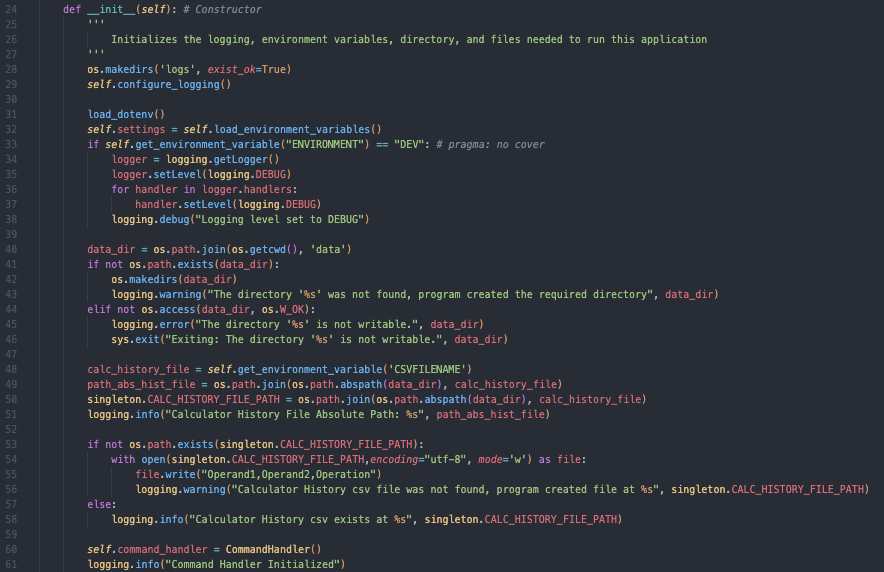 24 def __init__(self): # Constructor
25 '''
26 Initializes the logging, environment variables, directory, and files needed to run this application
27 '''
28 os.makedirs('logs', exist_ok=True)
29 self.configure_logging()
30
31 load_dotenv()
32 self.settings = self.load_environment_variables()
33 if self.get_environment_variable("ENVIRONMENT") == "DEV": # pragma: no cover
34 logger = logging.getLogger()
35 logger.setLevel(logging.DEBUG)
36 for handler in logger.handlers:
37 handler.setLevel(logging.DEBUG)
38 logging.debug("Logging level set to DEBUG")
39
40 data_dir = os.path.join(os.getcwd(), 'data')
41 if not os.path.exists(data_dir):
42 os.makedirs(data_dir)
43 logging.warning("The directory '%s' was not found, program created the required directory", data_dir)
44 elif not os.access(data_dir, os.W_OK):
45 logging.error("The directory '%s' is not writable.", data_dir)
46 sys.exit("Exiting: The directory '%s' is not writable.", data_dir)
47
48 calc_history_file = self.get_environment_variable('CSVFILENAME')
49 path_abs_hist_file = os.path.join(os.path.abspath(data_dir), calc_history_file)
50 singleton.CALC_HISTORY_FILE_PATH = os.path.join(os.path.abspath(data_dir), calc_history_file)
51 logging.info("Calculator History File Absolute Path: %s", path_abs_hist_file)
52
53 if not os.path.exists(singleton.CALC_HISTORY_FILE_PATH):
54 with open(singleton.CALC_HISTORY_FILE_PATH,encoding="utf-8", mode='w') as file:
55 file.write("Operand1,Operand2,Operation")
56 logging.warning("Calculator History csv file was not found, program created file at %s", singleton.CALC_HISTORY_FILE_PATH)
57 else:
58 logging.info("Calculator History csv exists at %s", singleton.CALC_HISTORY_FILE_PATH)
59
60 self.command_handler = CommandHandler()
61 logging.info("Command Handler Initialized")